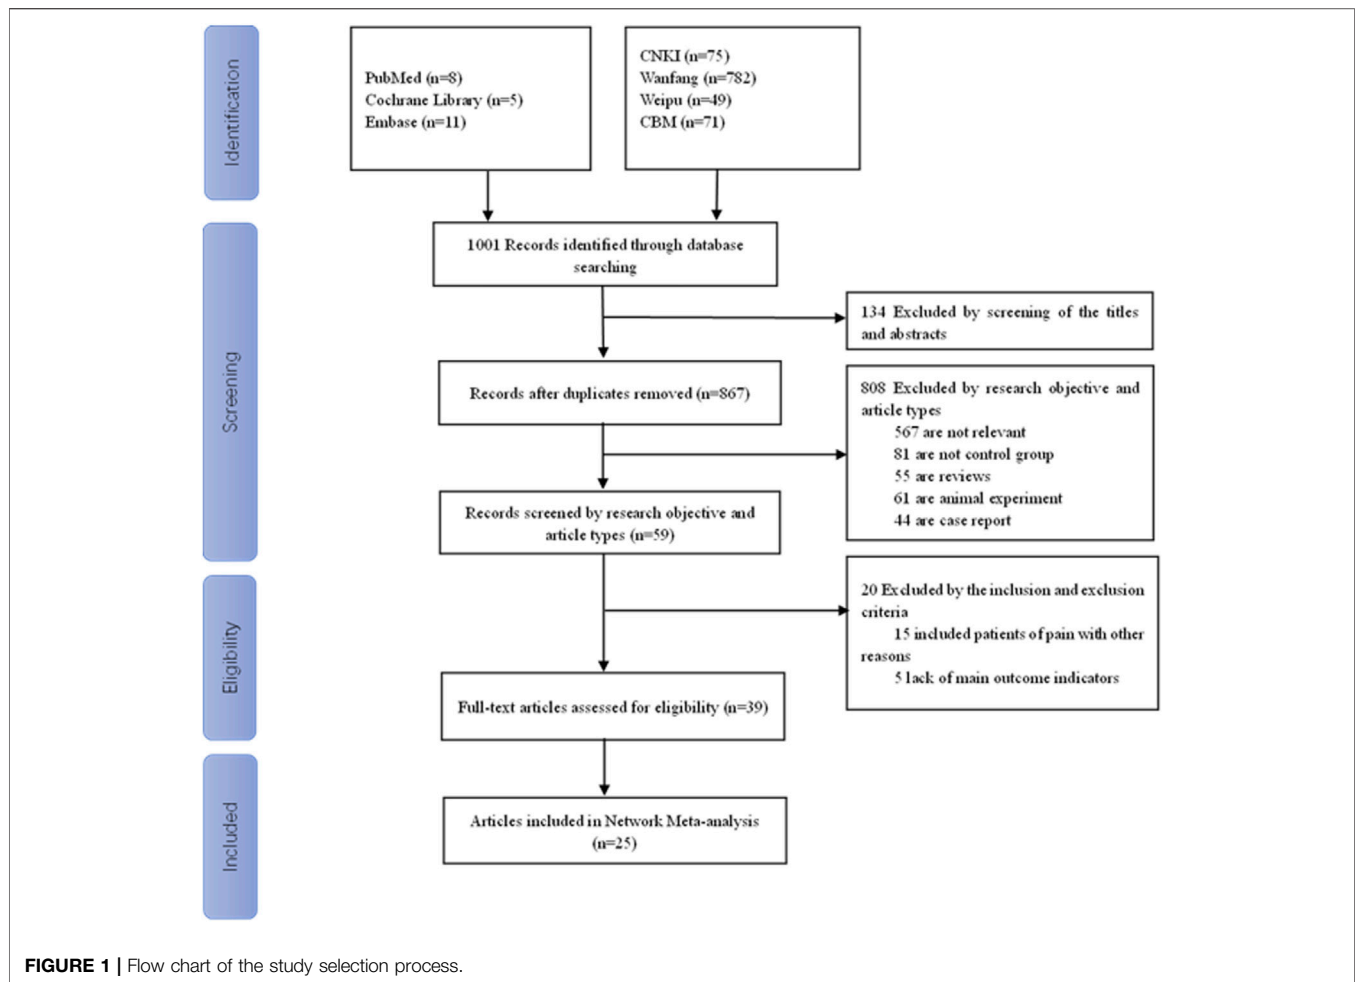 Identification
PubMed (n=8)
Cochrane Library (n=5)
Embase (n=11)
CNKI (n=75)
Wanfang (n=782)
Weipu (n=49)
CBM (n=71)
Screening
1001 Records identified through database
searching
134 Excluded by screening of the titles
and abstracts
Records after duplicates removed (n=867)
808 Excluded by research objective and
article types
567 are not relevant
81 are not control group
55 are reviews
61 are animal experiment
44 are case report
Records screened by research objective and
article types (n=59)
Eligibility
20 Excluded by the inclusion and exclusion
criteria
15 included patients of pain with other
reasons
5 lack of main outcome indicators
Full-text articles assessed for eligibility (n=39)
Included
Articles included in Network Meta-analysis
(n=25)
FIGURE 1 | Flow chart of the study selection process.